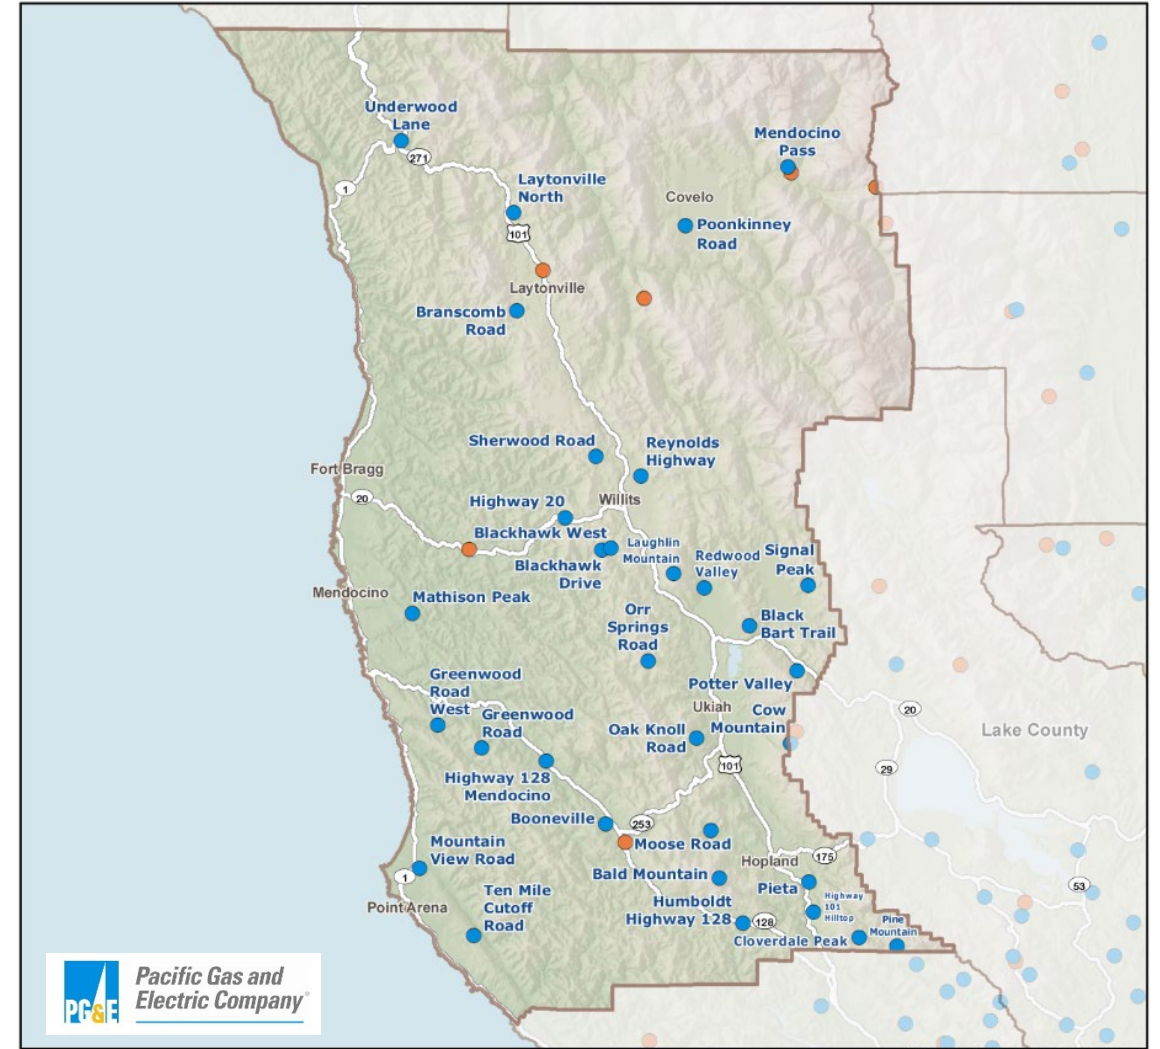 Underwood
Lane
271
1
Mendocino
Pass
Laytonville
North
Covelo
Poonkinney
Road
101
Laytonville
Branscomb
Road
Sherwood Road
Reynolds
Highway
Fort Bragg
20
Willits
Highway 20
Blackhawk West
Blackhawk
Drive
Laughlin
Mountain
Redwood
Valley
Signal
Peak
Mendocino
Mathison Peak
Orr
Springs
Road
Black
Bart Trail
Greenwood
Road
West
Potter Valley
Ukiah
Cow
Mountain
20
Lake County
Greenwood
Road
Oak Knoll
Road
101
29
Highway 128
Mendocino
Booneville
253
Moose Road
Mountain
View Road
Hopland
175
1
Bald Mountain
Pieta
53
Point Arena
Ten Mile
Cutoff
Road
Humboldt
Highway 128
128
Highway
101
Hilltop
Pine
Mountain
Cloverdale Peak
PG&E
Pacific Gas and
Electric Company®